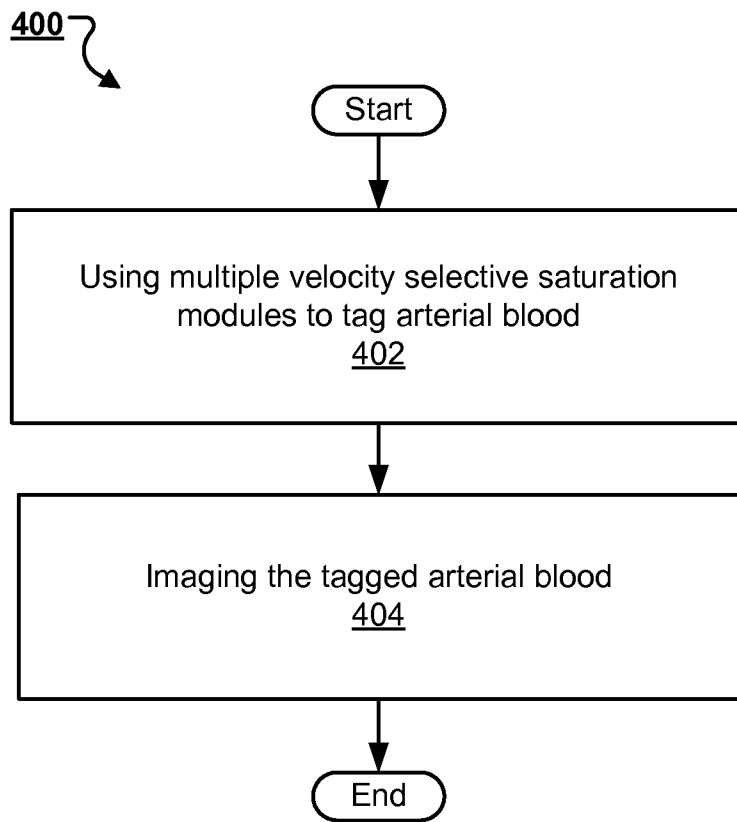 400
Start
Using multiple velocity selective saturation
modules to tag arterial blood
402
Imaging the tagged arterial blood
404
End